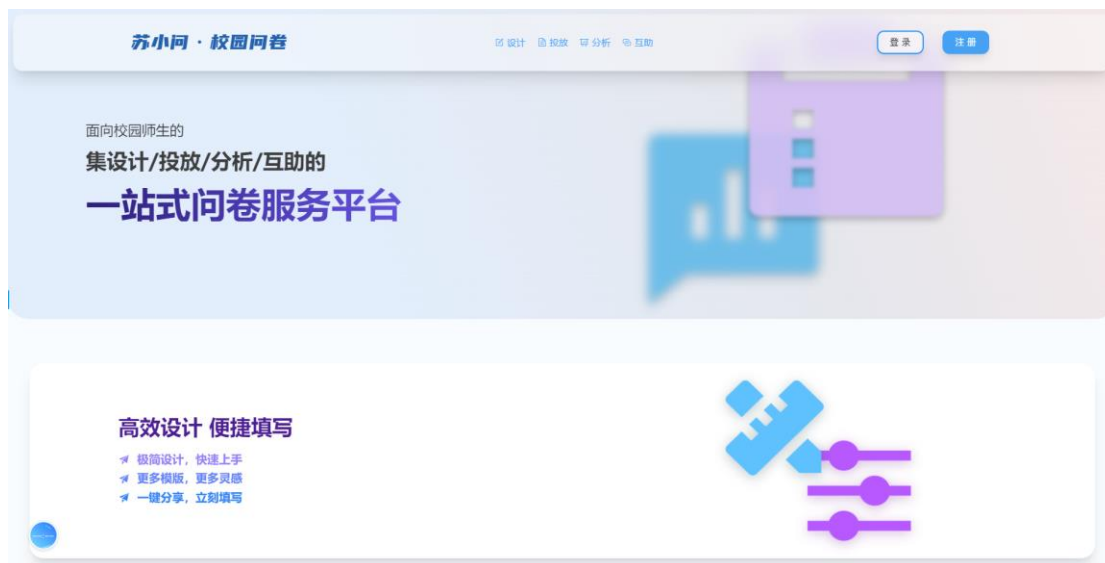 苏小问 · 校园问卷
设计 投放 分析 互助
登录 注册
面向校园师生的
集设计/投放/分析/互助的
一站式问卷服务平台
高效设计 便捷填写
极简设计，快速上手
更多模版，更多灵感
一键分享，立刻填写